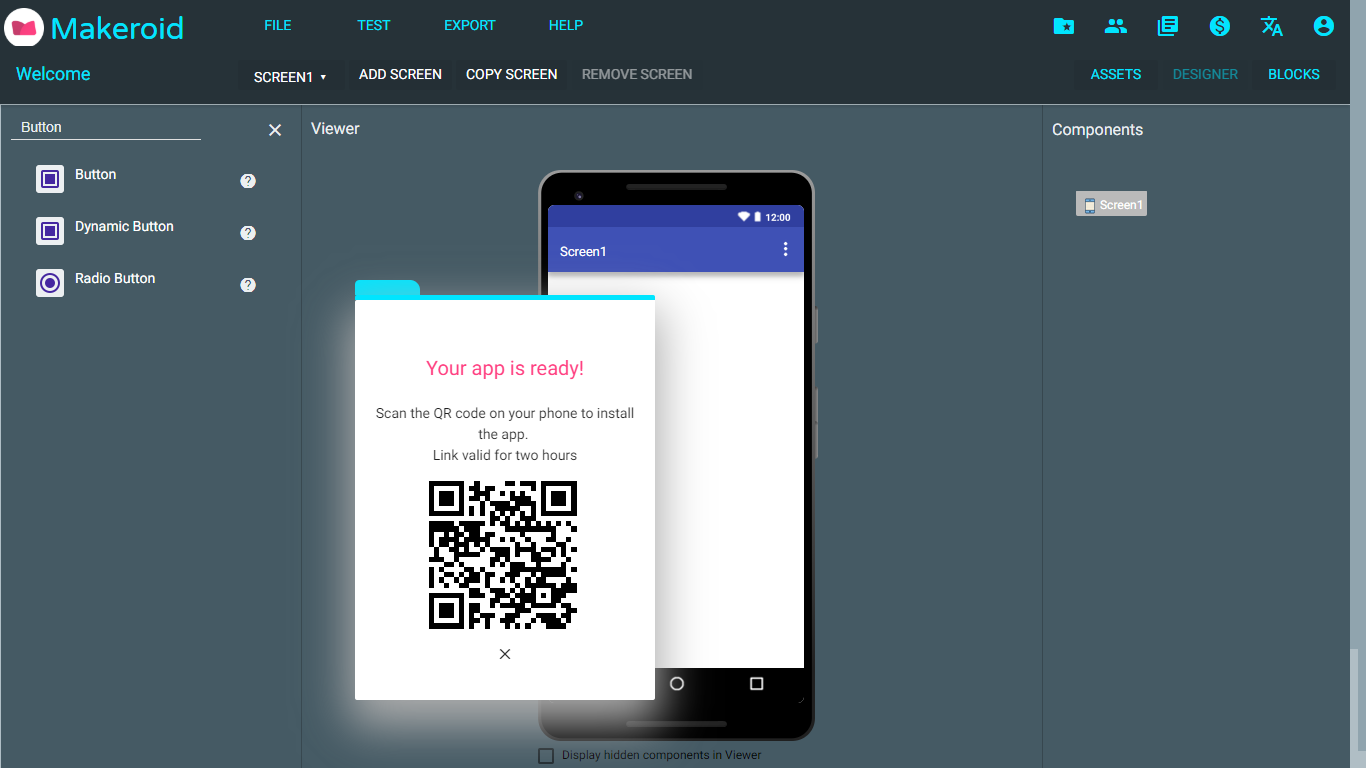 Makeroid
FILE
TEST
EXPORT
HELP
Welcome
SCREEN1 ▾
ADD SCREEN
COPY SCREEN
REMOVE SCREEN
ASSETS
DESIGNER
BLOCKS
Button
Viewer
Components
Button
?
Dynamic Button
?
Radio Button
?
Screen1
12:00
Screen1
Your app is ready!
Scan the QR code on your phone to install
the app.
Link valid for two hours
Display hidden components in Viewer